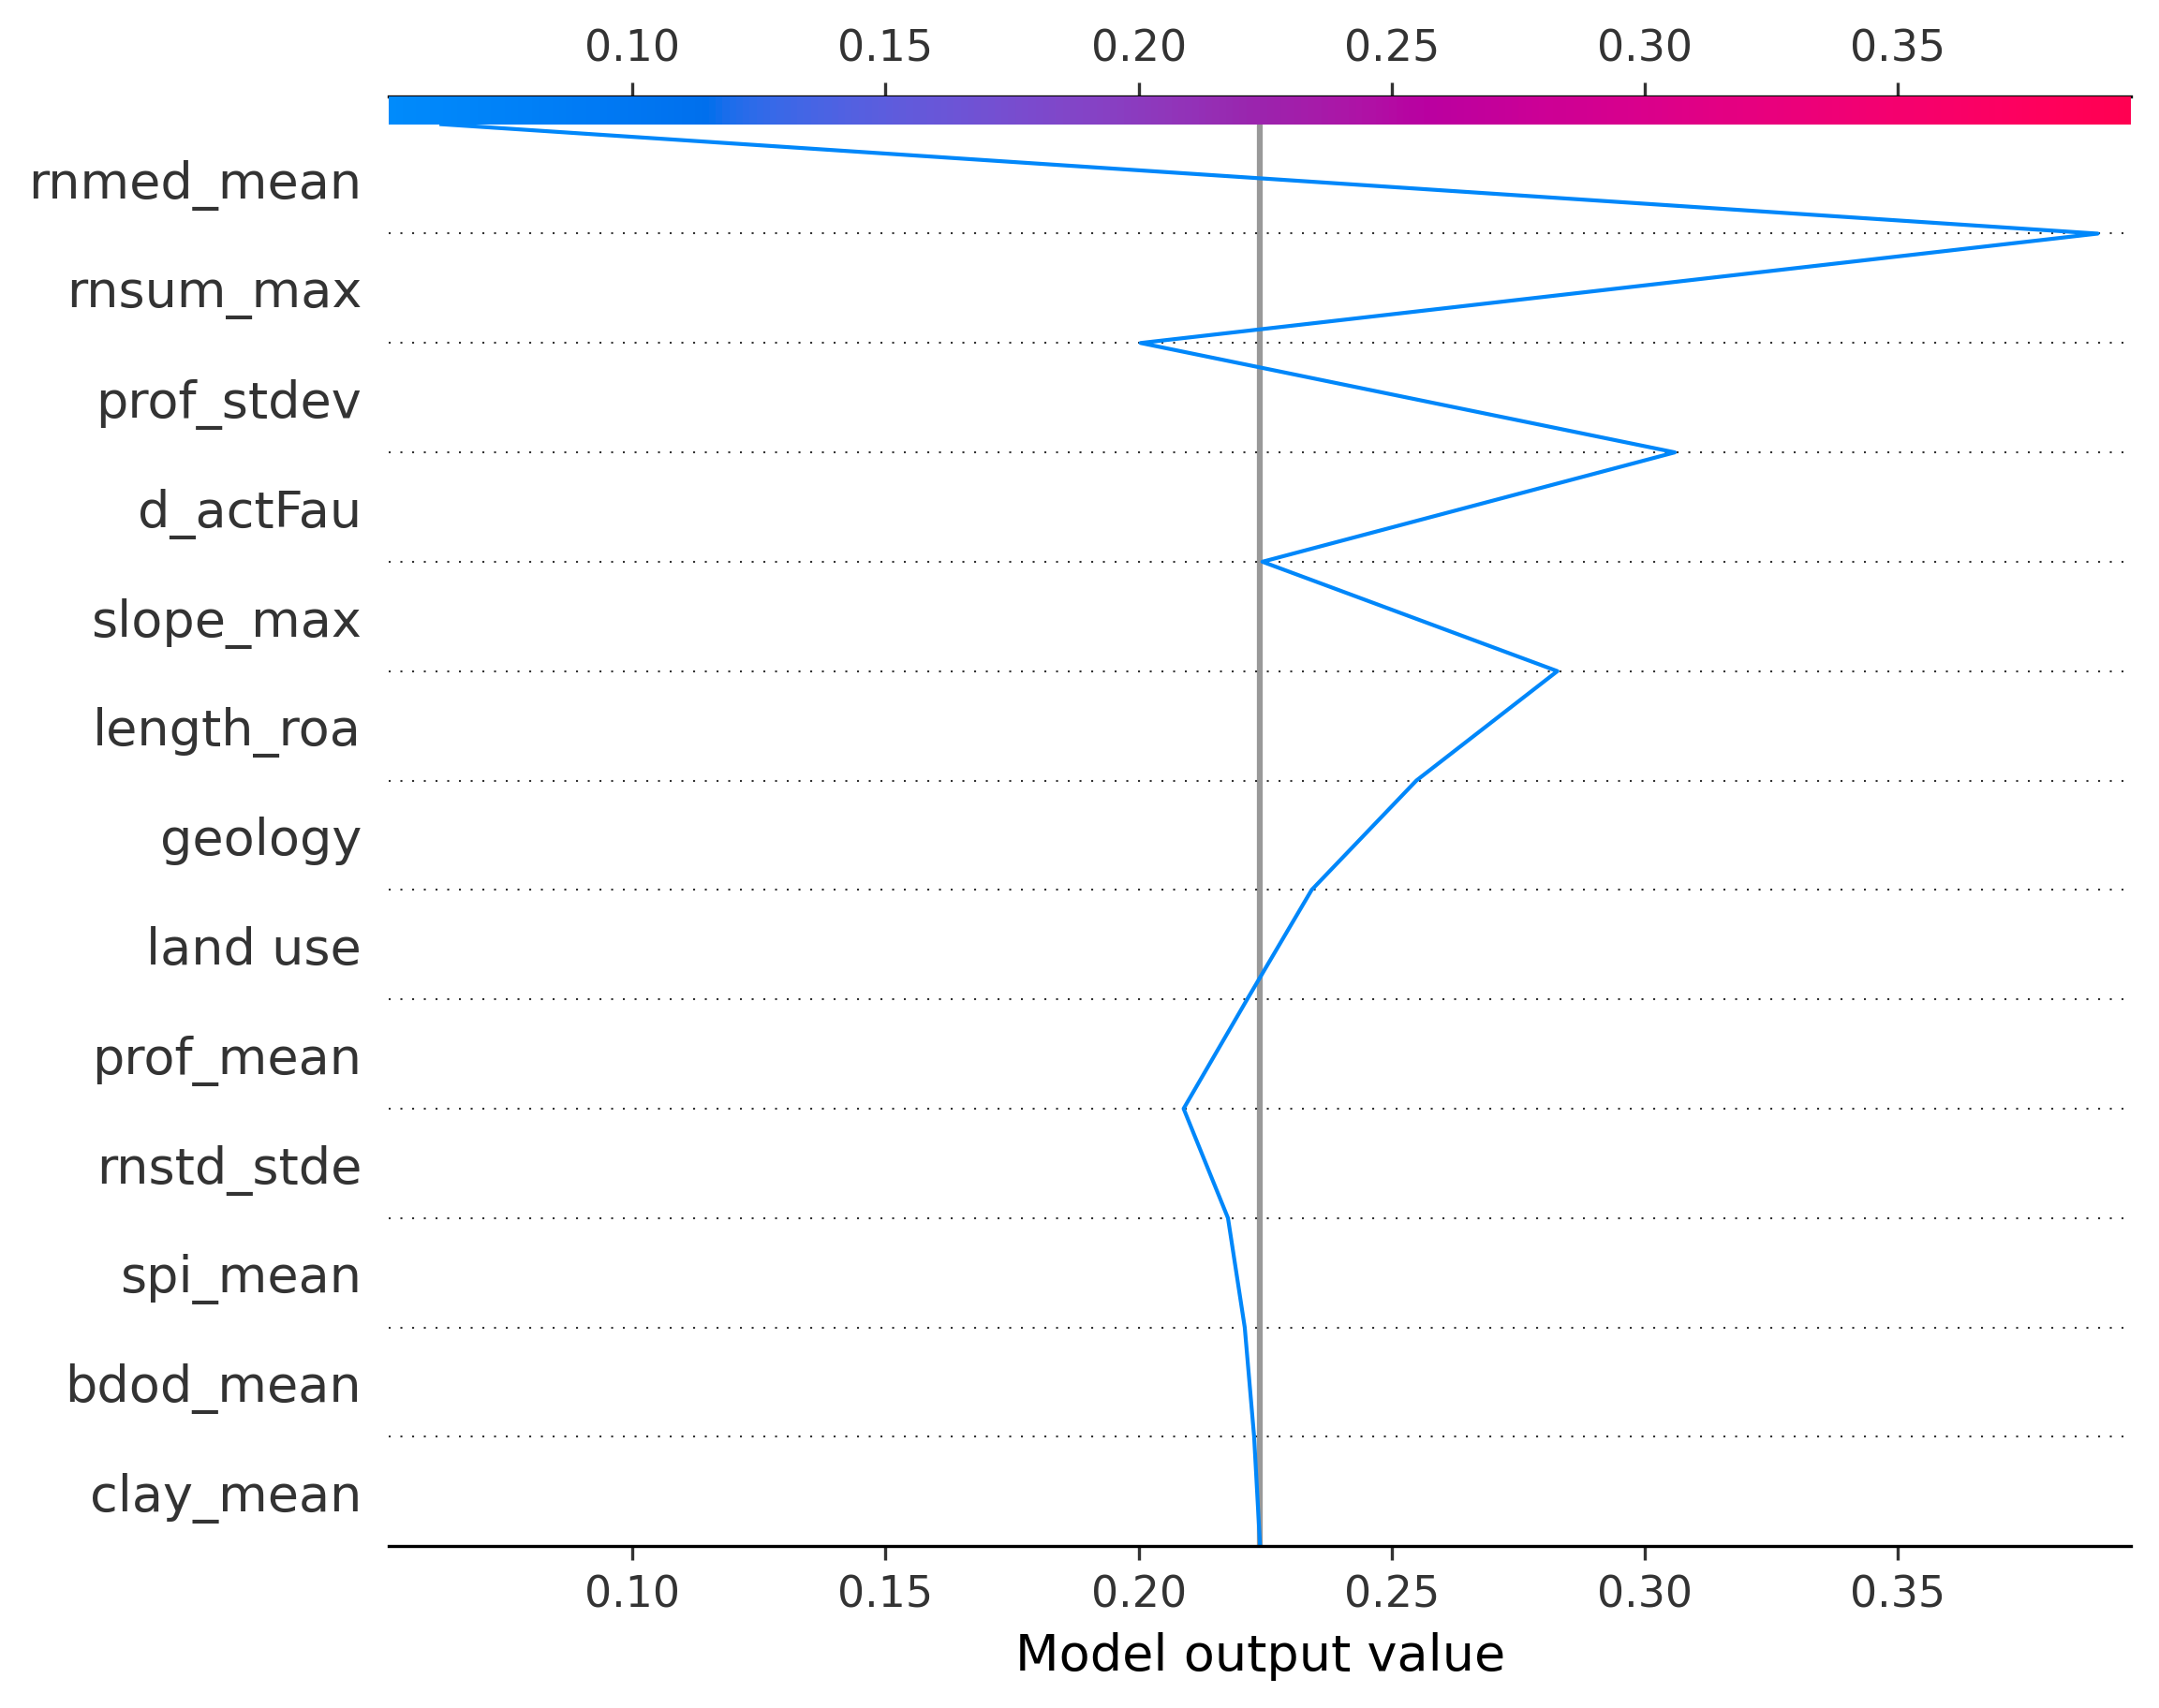 0.10 0.15 0.20 0.25 0.30 0.35
rnmed_mean
rnsum_max
prof_stdev
d_actFau
slope_max
length_roa
geology
land use
prof_mean
rnstd_stde
spi_mean
bdod_mean
clay_mean
0.10 0.15 0.20 0.25 0.30 0.35
Model output value